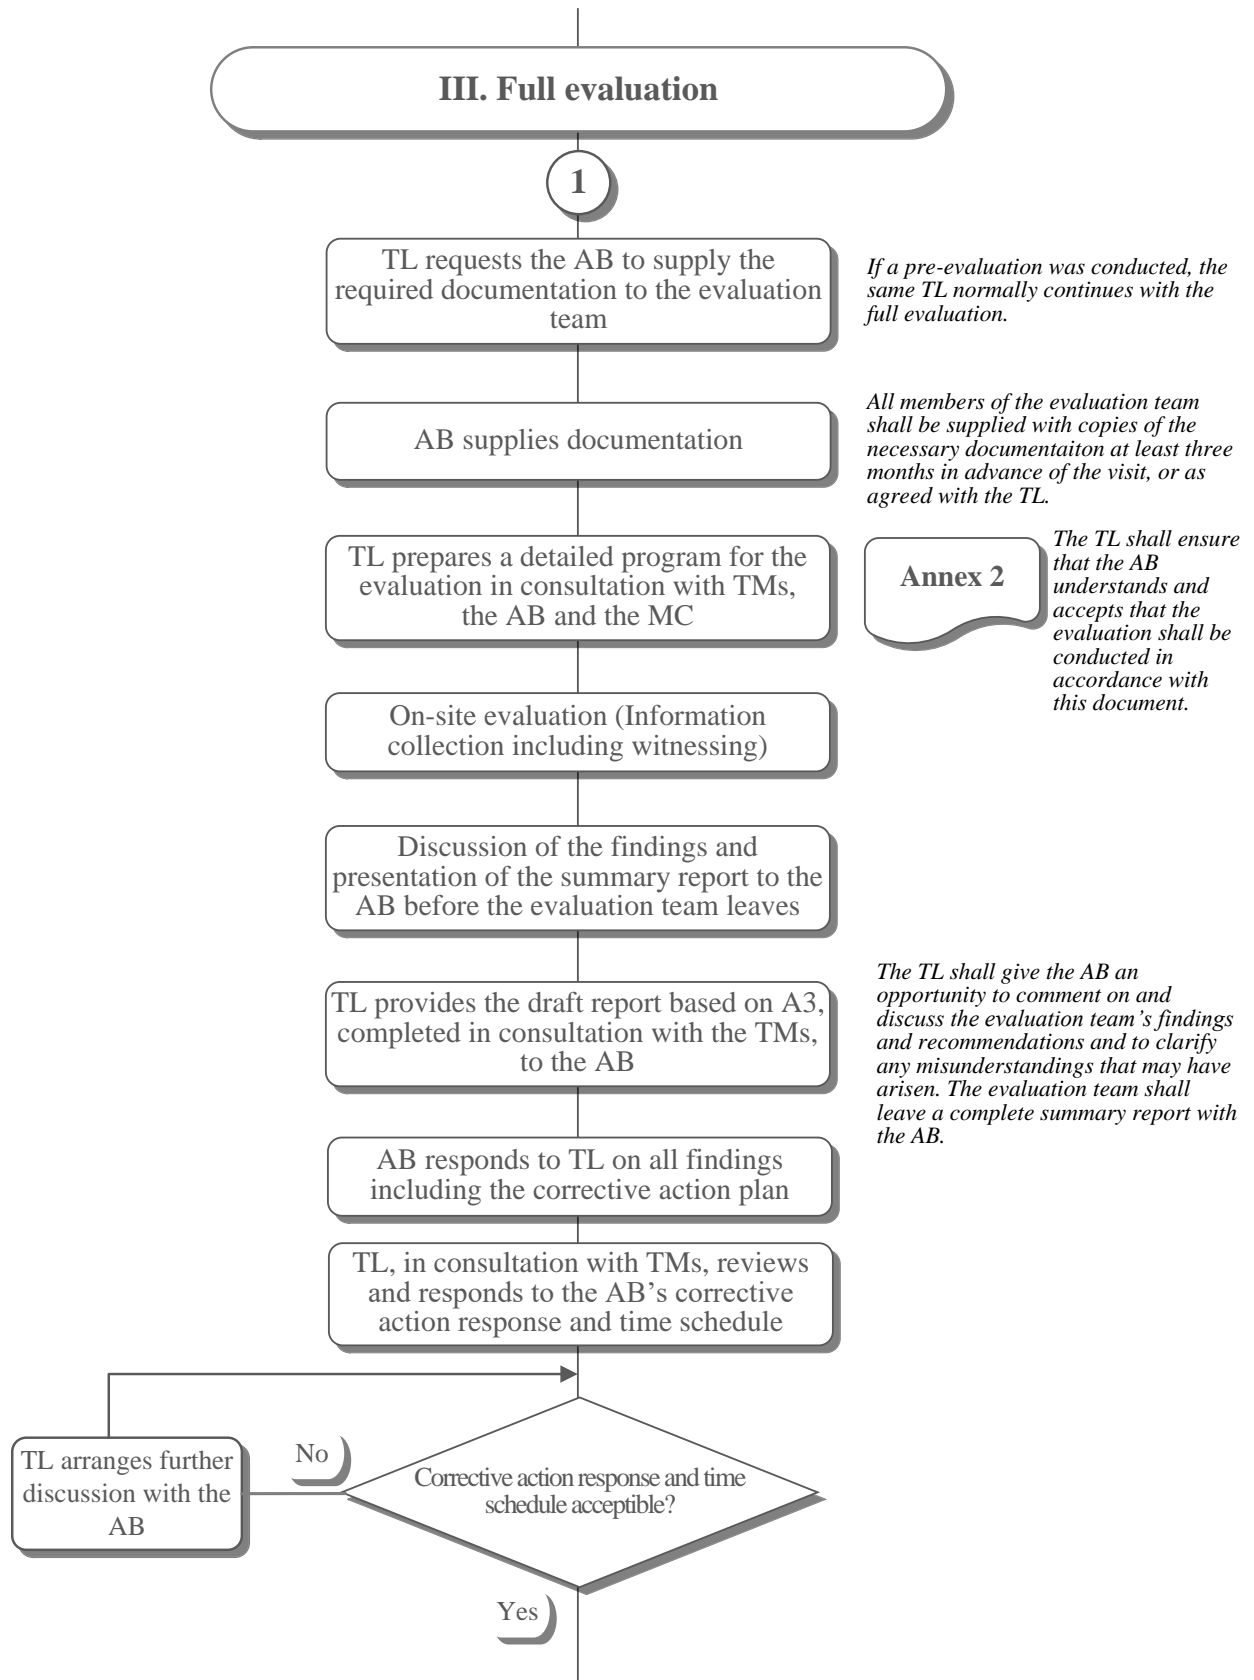 III. Full evaluation
1
TL requests the AB to supply the
required documentation to the evaluation
team
If a pre-evaluation was conducted, the
same TL normally continues with the
full evaluation.
AB supplies documentation
All members of the evaluation team
shall be supplied with copies of the
necessary documentaiton at least three
months in advance of the visit, or as
agreed with the TL.
TL prepares a detailed program for the
evaluation in consultation with TMs,
the AB and the MC
Annex 2
The TL shall ensure
that the AB
understands and
accepts that the
evaluation shall be
conducted in
accordance with
this document.
On-site evaluation (Information
collection including witnessing)
Discussion of the findings and
presentation of the summary report to the
AB before the evaluation team leaves
TL provides the draft report based on A3,
completed in consultation with the TMs,
to the AB
The TL shall give the AB an
opportunity to comment on and
discuss the evaluation team’s findings
and recommendations and to clarify
any misunderstandings that may have
arisen. The evaluation team shall
leave a complete summary report with
the AB.
AB responds to TL on all findings
including the corrective action plan
TL, in consultation with TMs, reviews
and responds to the AB’s corrective
action response and time schedule
TL arranges further
discussion with the
AB
No
Corrective action response and time
schedule acceptible?
Yes